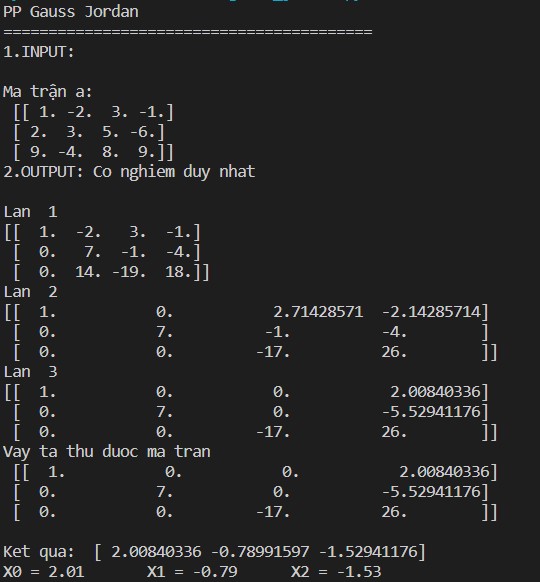 PP Gauss Jordan
=========================================
1.INPUT:
Ma trận a:
[[ 1. -2.  3. -1.]
[ 2.  3.  5. -6.]
[ 9. -4.  8.  9.]]
2.OUTPUT: Co nghiem duy nhat
Lan  1
[[  1.  -2.   3.  -1.]
[  0.   7.  -1.  -4.]
[  0.  14. -19.  18.]]
Lan  2
[[  1.           0.           2.71428571  -2.14285714]
[  0.           7.          -1.          -4.        ]
[  0.           0.         -17.          26.        ]]
Lan  3
[[  1.           0.           0.           2.00840336]
[  0.           7.           0.          -5.52941176]
[  0.           0.         -17.          26.        ]]
Vay ta thu duoc ma tran
[[  1.           0.           0.           2.00840336]
[  0.           7.           0.          -5.52941176]
[  0.           0.         -17.          26.        ]]
Ket qua:  [ 2.00840336 -0.78991597 -1.52941176]
X0 = 2.01       X1 = -0.79      X2 = -1.53